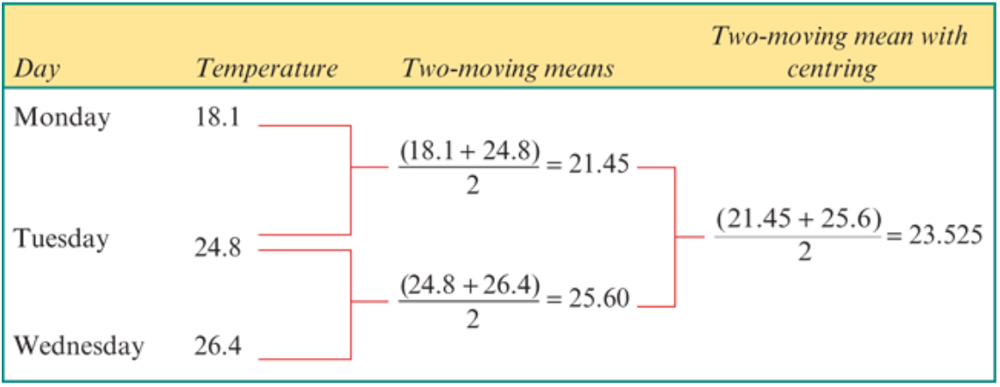 Two-moving mean with
Day Temperature Two-moving means centring
Monday 18.1
(18.1 + 24.8)
2
= 21.45
Tuesday 24.8
(21.45 + 25.6)
2
= 23.525
(24.8 + 26.4)
2
= 25.60
Wednesday 26.4